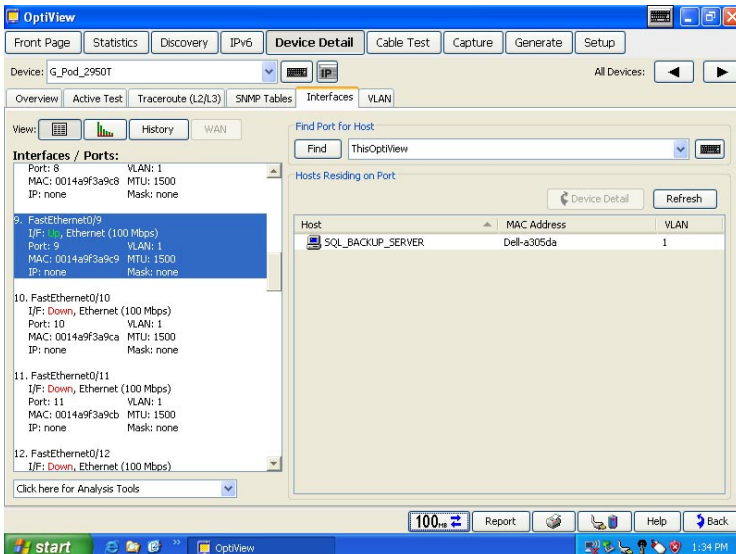 OptiView
Front Page Statistics Discovery IPv6 Device Detail Cable Test Capture Generate Setup
Device: G_Pod_2950T IP All Devices:
Overview Active Test Traceroute (L2/L3) SNMP Tables Interfaces VLAN
View: History WAN
Interfaces / Ports:
Port: 8 VLAN: 1
MAC: 0014a9f3a9c8 MTU: 1500
IP: none Mask: none
9. FastEthernet0/9
I/F: Up, Ethernet (100 Mbps)
Port: 9 VLAN: 1
MAC: 0014a9f3a9c9 MTU: 1500
IP: none Mask: none
10. FastEthernet0/10
I/F: Down, Ethernet (100 Mbps)
Port: 10 VLAN: 1
MAC: 0014a9f3a9ca MTU: 1500
IP: none Mask: none
11. FastEthernet0/11
I/F: Down, Ethernet (100 Mbps)
Port: 11 VLAN: 1
MAC: 0014a9f3a9cb MTU: 1500
IP: none Mask: none
12. FastEthernet0/12
I/F: Down, Ethernet (100 Mbps)
Click here for Analysis Tools
Find Port for Host
Find ThisOptiView
Hosts Residing on Port
Device Detail Refresh
Host MAC Address VLAN
SQL_BACKUP_SERVER Dell-a305da 1
100MB Report Help Back
start OptiView 1:34 PM